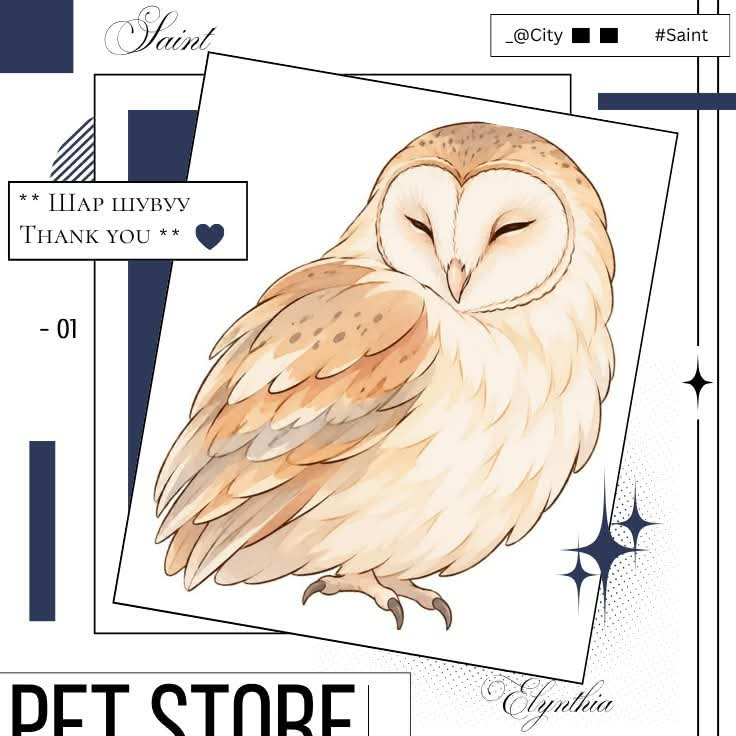 Saint
_@City ■ ■ #Saint
** Шар шувуу
Thank you **
- 01
Elynthia
PET STORE